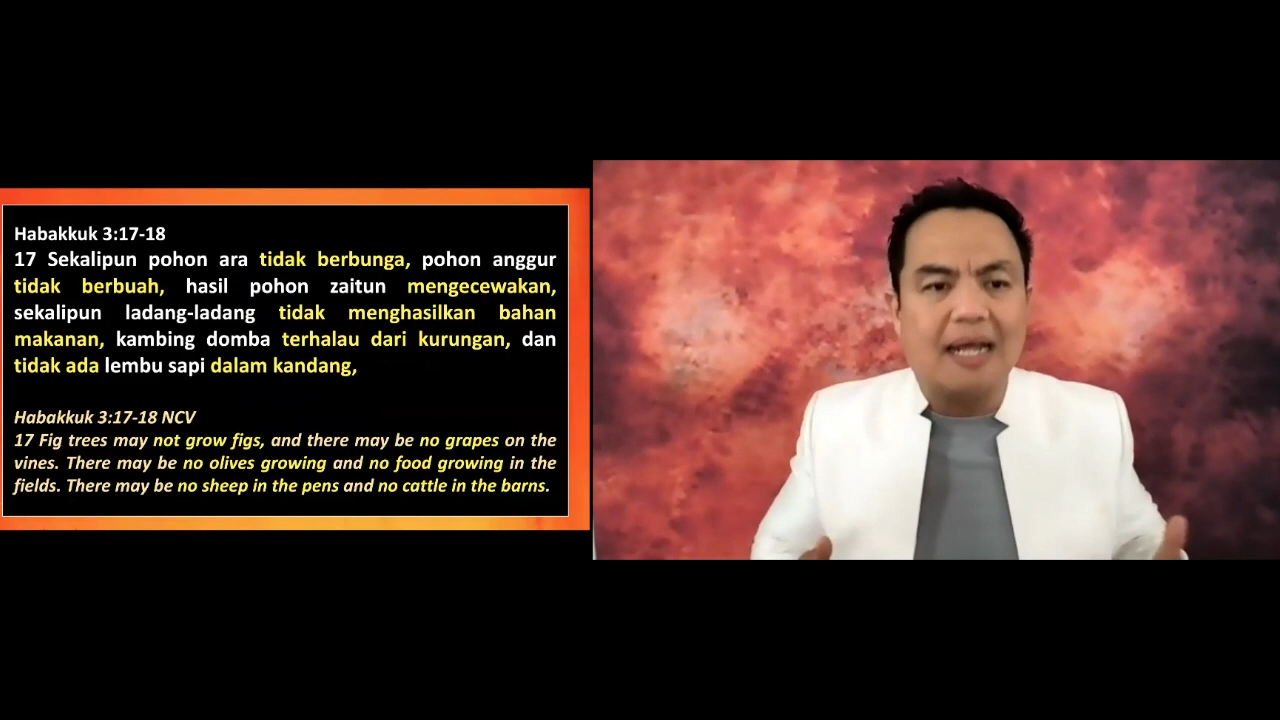 Habakkuk 3:17-18
17 Sekalipun pohon ara tidak berbunga, pohon anggur
tidak berbuah, hasil pohon zaitun mengecewakan,
sekalipun ladang-ladang tidak menghasilkan bahan
makanan, kambing domba terhalau dari kurungan, dan
tidak ada lembu sapi dalam kandang,
Habakkuk 3:17-18 NCV
17 Fig trees may not grow figs, and there may be no grapes on the
vines. There may be no olives growing and no food growing in the
fields. There may be no sheep in the pens and no cattle in the barns.